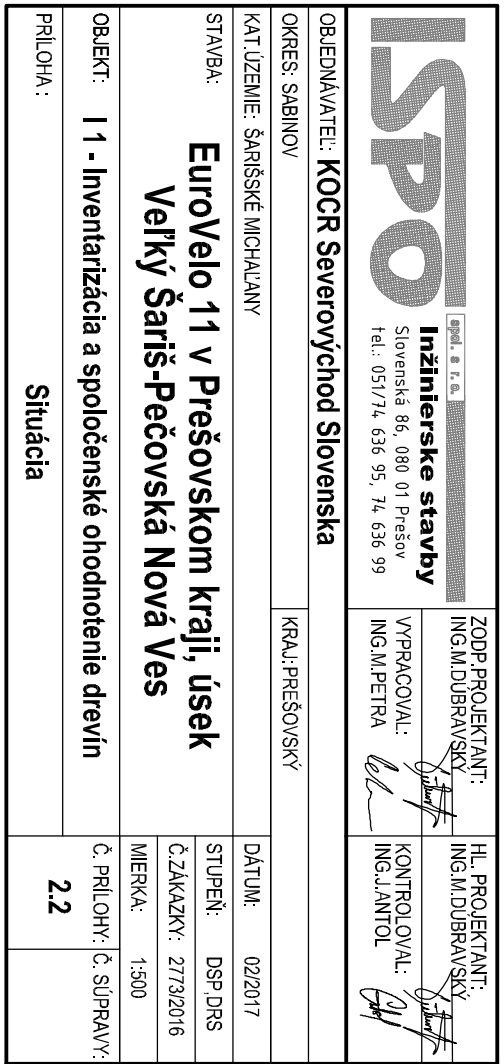 ISPO
spol. s r. o.
Inžinierske stavby
Slovenská 86, 080 01 Prešov
tel.: 051/74 636 95, 74 636 99
ZODP.PROJEKTANT:
ING.M.DUBRAVSKÝ
HL. PROJEKTANT:
ING.M.DUBRAVSKÝ
VYPRACOVAL:
ING.M.PETRA
KONTROLOVAL:
ING.J.ANTOL
OBJEDNÁVATEĽ: KOCR Severovýchod Slovenska
OKRES: SABINOV
KRAJ:PREŠOVSKÝ
KAT.ÚZEMIE: ŠARIŠSKÉ MICHAĽANY
DÁTUM: 02/2017
STAVBA:
EuroVelo 11 v Prešovskom kraji, úsek
Veľký Šariš-Pečovská Nová Ves
STUPEŇ: DSP,DRS
Č.ZÁKAZKY: 2773/2016
MIERKA: 1:500
OBJEKT: I 1 - Inventarizácia a spoločenské ohodnotenie drevín
Č. PRÍLOHY:
Č. SÚPRAVY:
PRÍLOHA :
Situácia
2.2